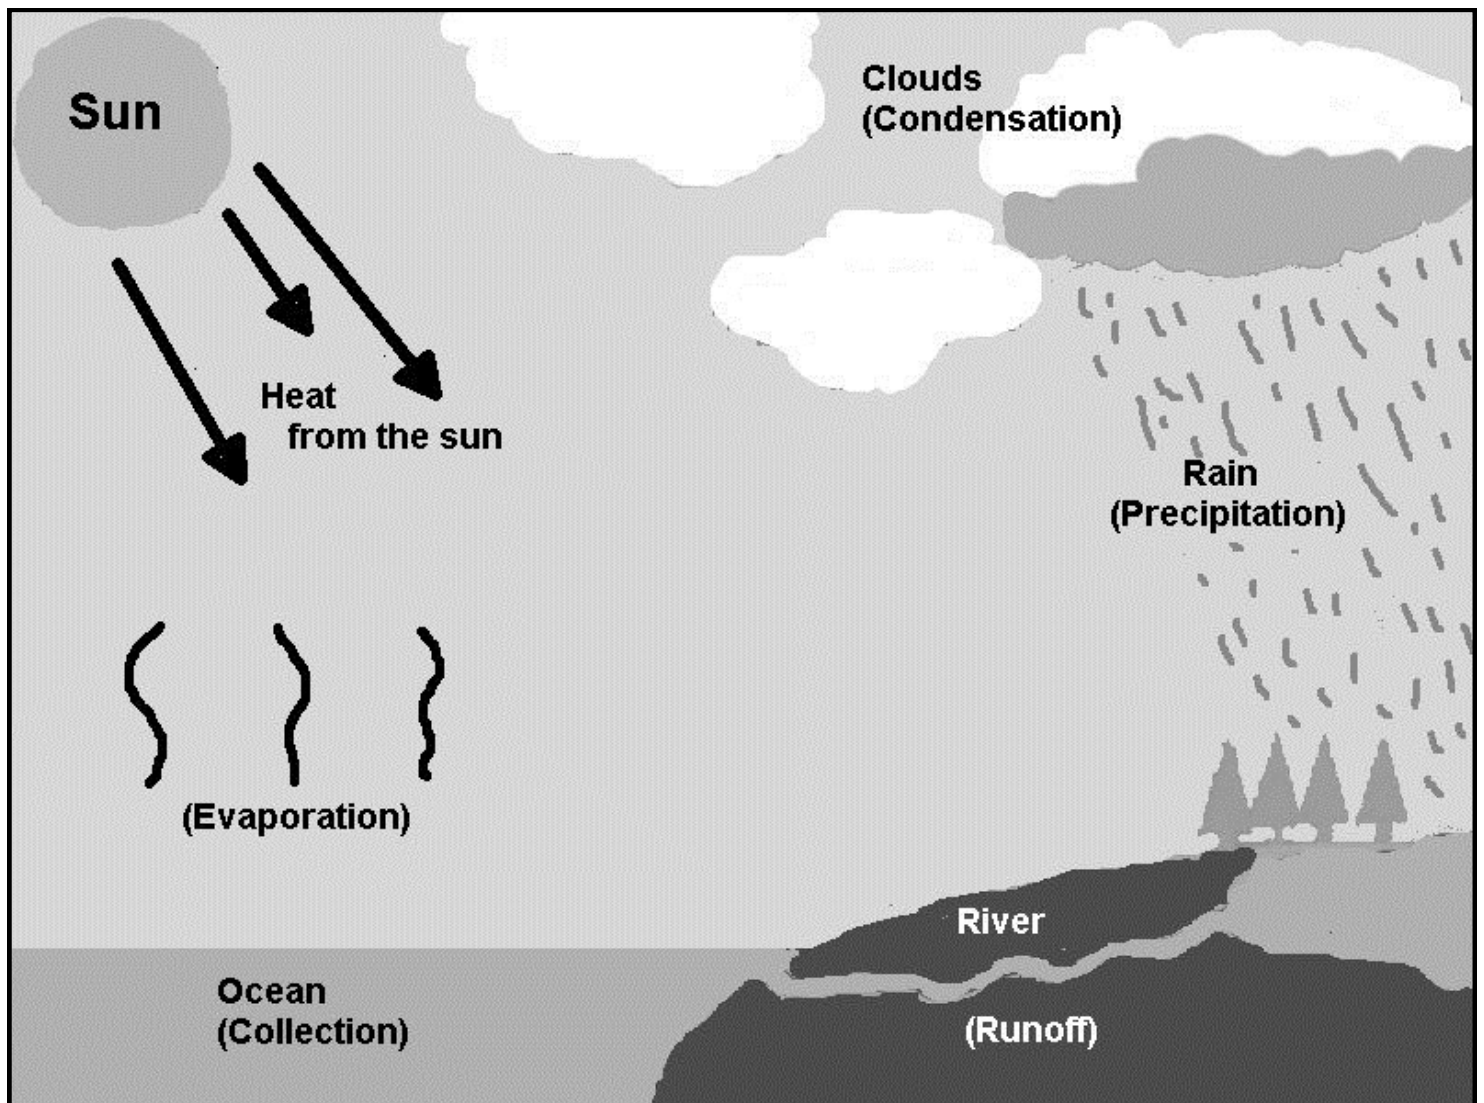 Sun
Clouds
(Condensation)
Heat
from the sun
Rain
(Precipitation)
(Evaporation)
River
Ocean
(Collection)
(Runoff)